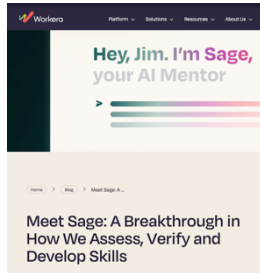 Workera
Platform Solutions Resources About Us
Hey, Jim. I'm Sage,
your AI Mentor
>
Home > Blog > Meet Sage: A ...
Meet Sage: A Breakthrough in
How We Assess, Verify and
Develop Skills